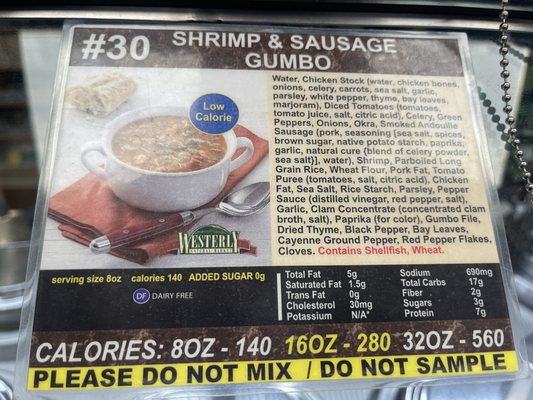 #30 SHRIMP & SAUSAGE
GUMBO
Low
Calorie
Water, Chicken Stock (water, chicken bones,
onions, celery, carrots, sea salt, garlic,
parsley, white pepper, thyme, bay leaves,
marjoram), Diced Tomatoes (tomatoes,
tomato juice, salt, citric acid), Celery, Green
Peppers, Onions, Okra, Smoked Andouille
Sausage (pork, seasoning [sea salt, spices,
brown sugar, native potato starch, paprika,
garlic, natural cure (blend of celery powder,
sea salt)], water), Shrimp, Parboiled Long
Grain Rice, Wheat Flour, Pork Fat, Tomato
Puree (tomatoes, salt, citric acid), Chicken
Fat, Sea Salt, Rice Starch, Parsley, Pepper
Sauce (distilled vinegar, red pepper, salt),
Garlic, Clam Concentrate (concentrated clam
broth, salt), Paprika (for color), Gumbo File,
Dried Thyme, Black Pepper, Bay Leaves,
Cayenne Ground Pepper, Red Pepper Flakes,
Cloves. Contains Shellfish, Wheat.
WESTERLY
NATURAL MARKET
serving size 8oz calories 140 ADDED SUGAR 0g
DF DAIRY FREE
Total Fat 5g Sodium 690mg
Saturated Fat 1.5g Total Carbs 17g
Trans Fat 0g Fiber 2g
Cholesterol 30mg Sugars 3g
Potassium N/A* Protein 7g
CALORIES: 8OZ - 140 16OZ - 280 32OZ - 560
PLEASE DO NOT MIX / DO NOT SAMPLE